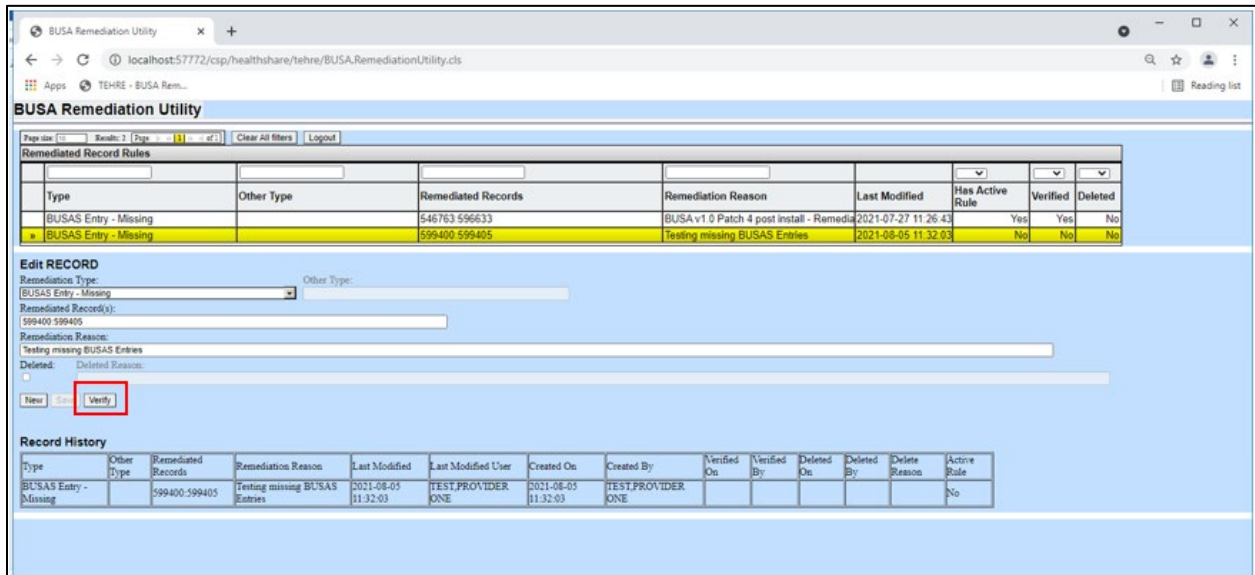 BUSA Remediation Utility
localhost:57772/csp/healthshare/tehre/BUSA.RemediationUtility.cls
Apps TEHRE - BUSA Rem... Reading list
BUSA Remediation Utility
Page size: Results: 2 Page 1 of 1 Clear All filters Logout
Remediated Record Rules
Type Other Type Remediated Records Remediation Reason Last Modified Has Active Rule Verified Deleted
BUSAS Entry - Missing 546763:596633 BUSA v1.0 Patch 4 post install - Remedia 2021-07-27 11:26:43 Yes Yes No
» BUSAS Entry - Missing 599400:599405 Testing missing BUSAS Entries 2021-08-05 11:32:03 No No No
Edit RECORD
Remediation Type: Other Type:
BUSAS Entry - Missing
Remediated Record(s):
599400:599405
Remediation Reason:
Testing missing BUSAS Entries
Deleted: Deleted Reason:
New Save Verify
Record History
Type Other Type Remediated Records Remediation Reason Last Modified Last Modified User Created On Created By Verified On Verified By Deleted On Deleted By Delete Reason Active Rule
BUSAS Entry - Missing 599400:599405 Testing missing BUSAS Entries 2021-08-05 11:32:03 TEST,PROVIDER ONE 2021-08-05 11:32:03 TEST,PROVIDER ONE No